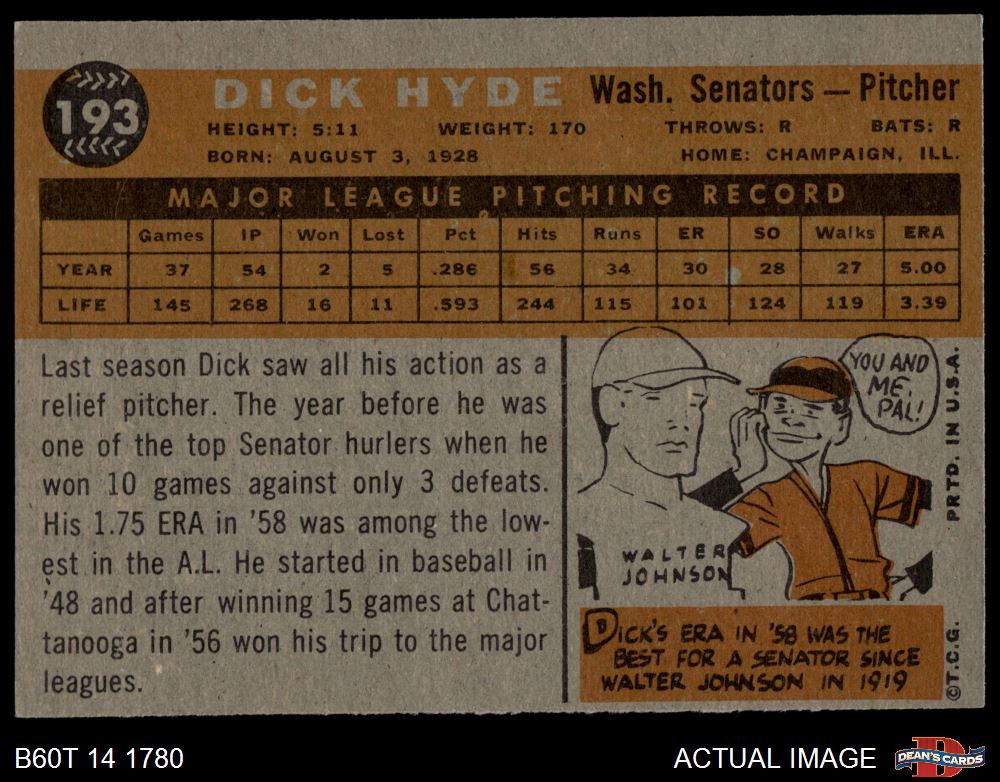 193
DICK HYDE Wash. Senators — Pitcher
HEIGHT: 5:11 WEIGHT: 170 THROWS: R BATS: R
BORN: AUGUST 3, 1928 HOME: CHAMPAIGN, ILL.
MAJOR LEAGUE PITCHING RECORD
Games IP Won Lost Pct Hits Runs ER SO Walks ERA
YEAR 37 54 2 5 .286 56 34 30 28 27 5.00
LIFE 145 268 16 11 .593 244 115 101 124 119 3.39
Last season Dick saw all his action as a
relief pitcher. The year before he was
one of the top Senator hurlers when he
won 10 games against only 3 defeats.
His 1.75 ERA in '58 was among the low-
est in the A.L. He started in baseball in
'48 and after winning 15 games at Chat-
tanooga in '56 won his trip to the major
leagues.
YOU AND
ME,
PAL!
WALTER
JOHNSON
DICK'S ERA IN '58 WAS THE
BEST FOR A SENATOR SINCE
WALTER JOHNSON IN 1919
©T.C.G. PRTD. IN U.S.A.
B60T 14 1780 ACTUAL IMAGE
D
DEAN'S CARDS